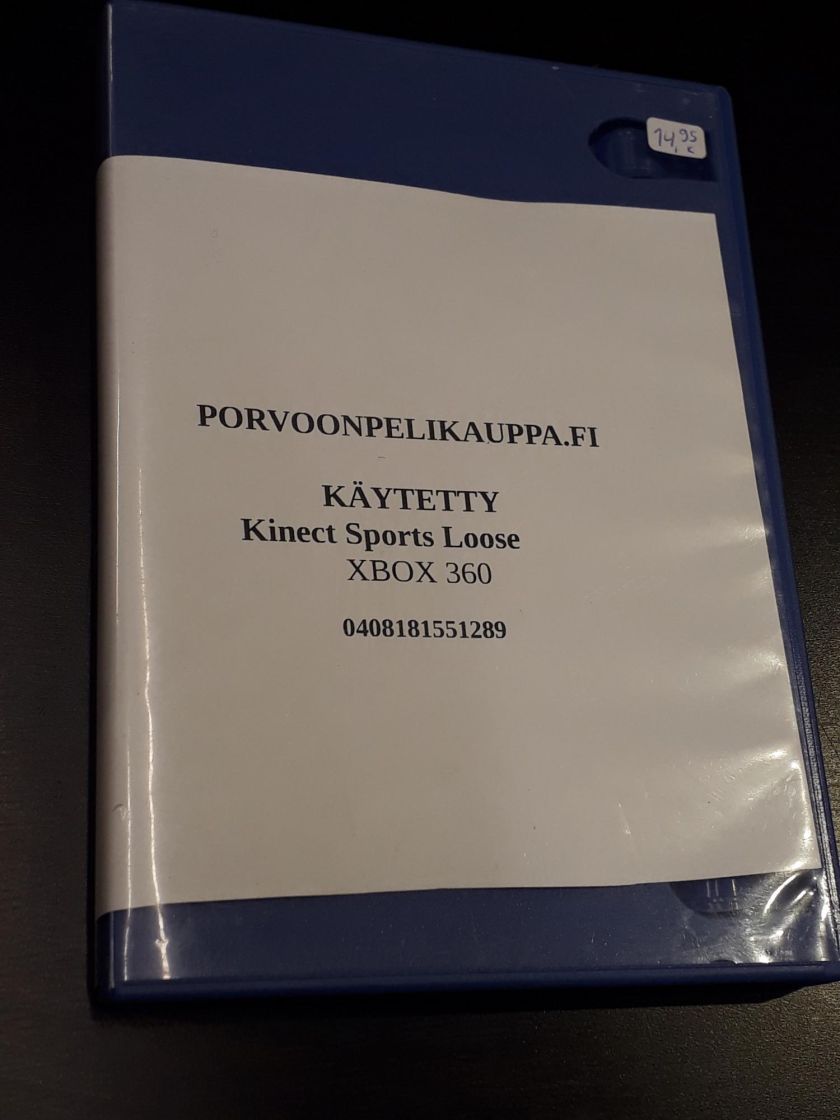 14,95 €
PORVOONPELIKAUPPA.FI
KÄYTETTY
Kinect Sports Loose
XBOX 360
0408181551289